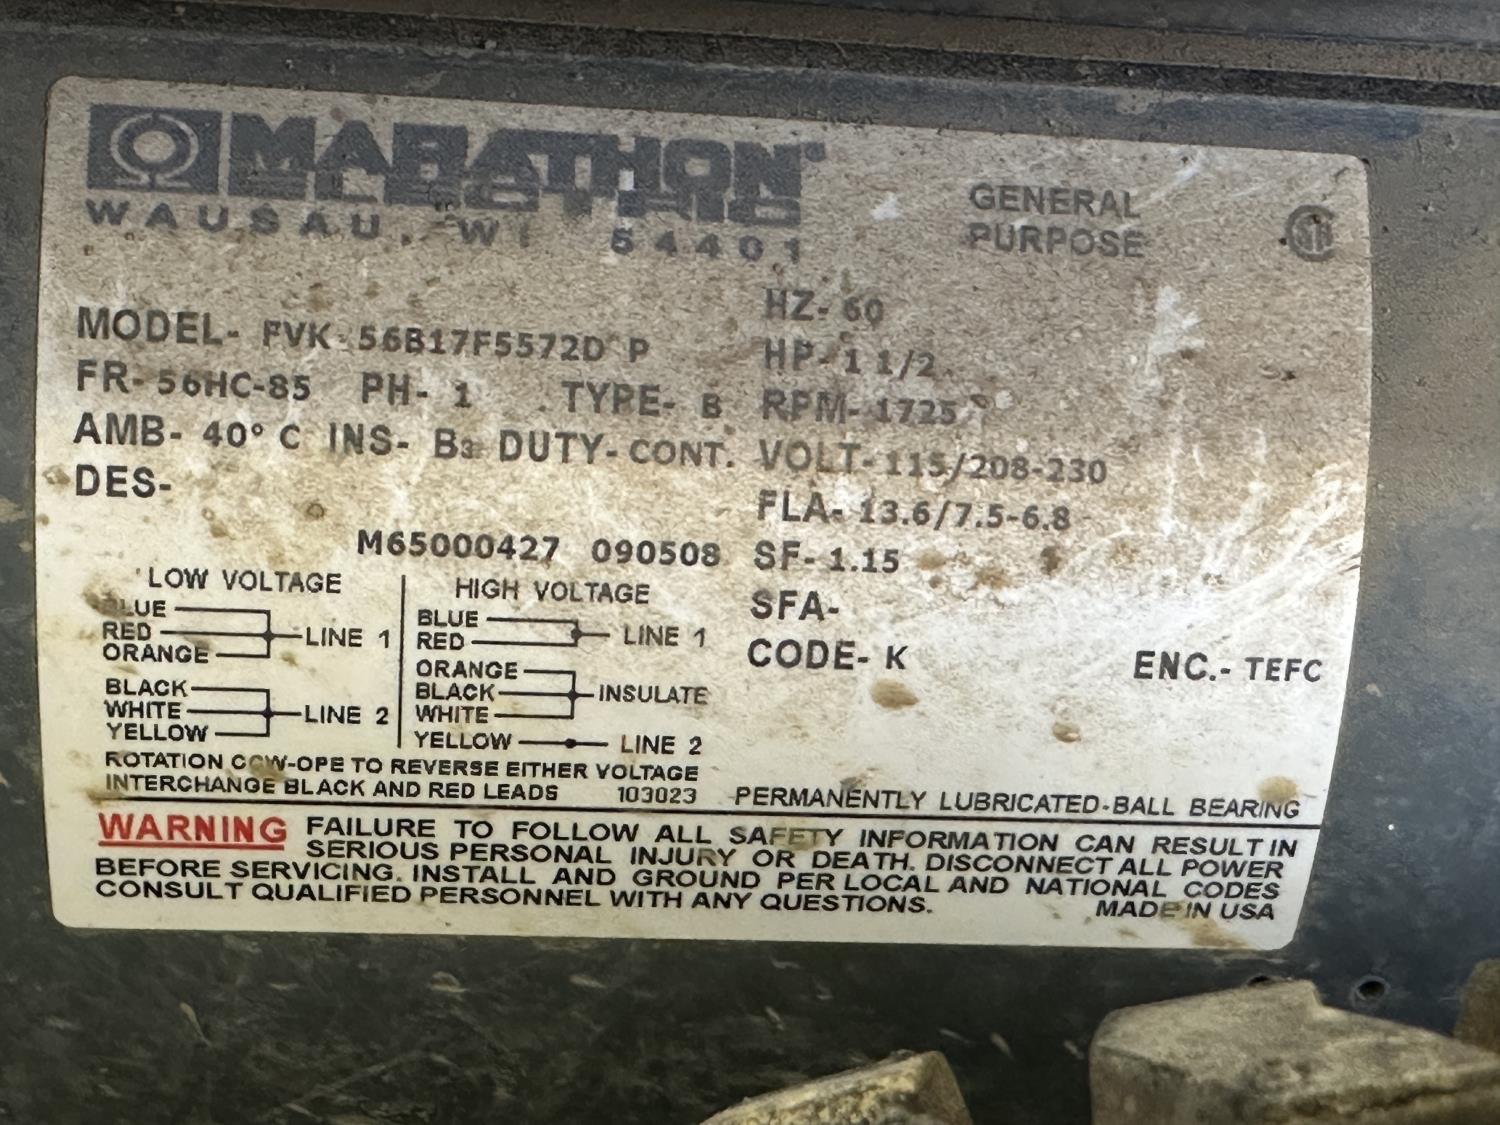 MARATHON®
ELECTRIC
WAUSAU, WI 54401
GENERAL
PURPOSE
MODEL- FVK 56B17F5572D P
FR- 56HC-85 PH- 1 TYPE- B
AMB- 40° C INS- B3 DUTY- CONT.
DES-
HZ- 60
HP- 1 1/2
RPM- 1725
VOLT- 115/208-230
FLA- 13.6/7.5-6.8
SF- 1.15
SFA-
CODE- K
ENC.- TEFC
M65000427 090508
LOW VOLTAGE
BLUE
RED
ORANGE
LINE 1
BLACK
WHITE
YELLOW
LINE 2
HIGH VOLTAGE
BLUE
RED
LINE 1
ORANGE
BLACK
WHITE
INSULATE
YELLOW LINE 2
ROTATION CCW-OPE TO REVERSE EITHER VOLTAGE
INTERCHANGE BLACK AND RED LEADS 103023
PERMANENTLY LUBRICATED-BALL BEARING
WARNING FAILURE TO FOLLOW ALL SAFETY INFORMATION CAN RESULT IN
SERIOUS PERSONAL INJURY OR DEATH. DISCONNECT ALL POWER
BEFORE SERVICING. INSTALL AND GROUND PER LOCAL AND NATIONAL CODES
CONSULT QUALIFIED PERSONNEL WITH ANY QUESTIONS.
MADE IN USA